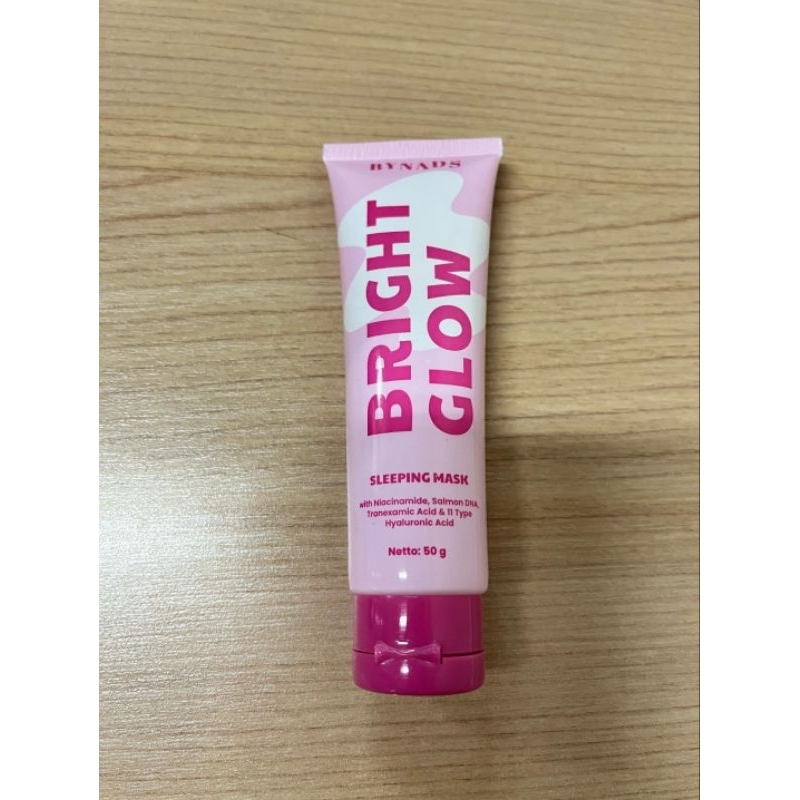 BYNADS
BRIGHT
GLOW
SLEEPING MASK
with Niacinamide, Salmon DNA,
Tranexamic Acid & 11 Type
Hyaluronic Acid
Netto: 50 g